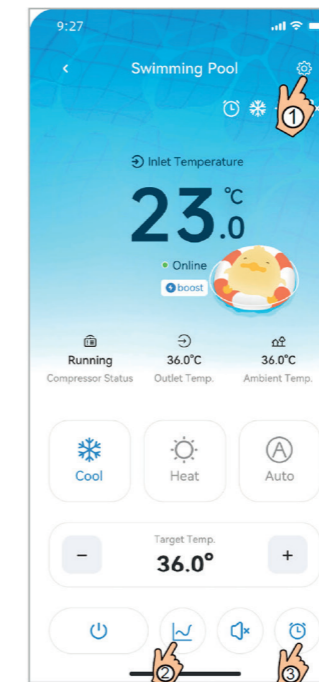 9:27
Swimming Pool
①
Inlet Temperature
23.0 °C
Online
boost
Running 36.0°C 36.0°C
Compressor Status Outlet Temp. Ambient Temp.
A
Cool Heat Auto
Target Temp.
− 36.0° +
② ③